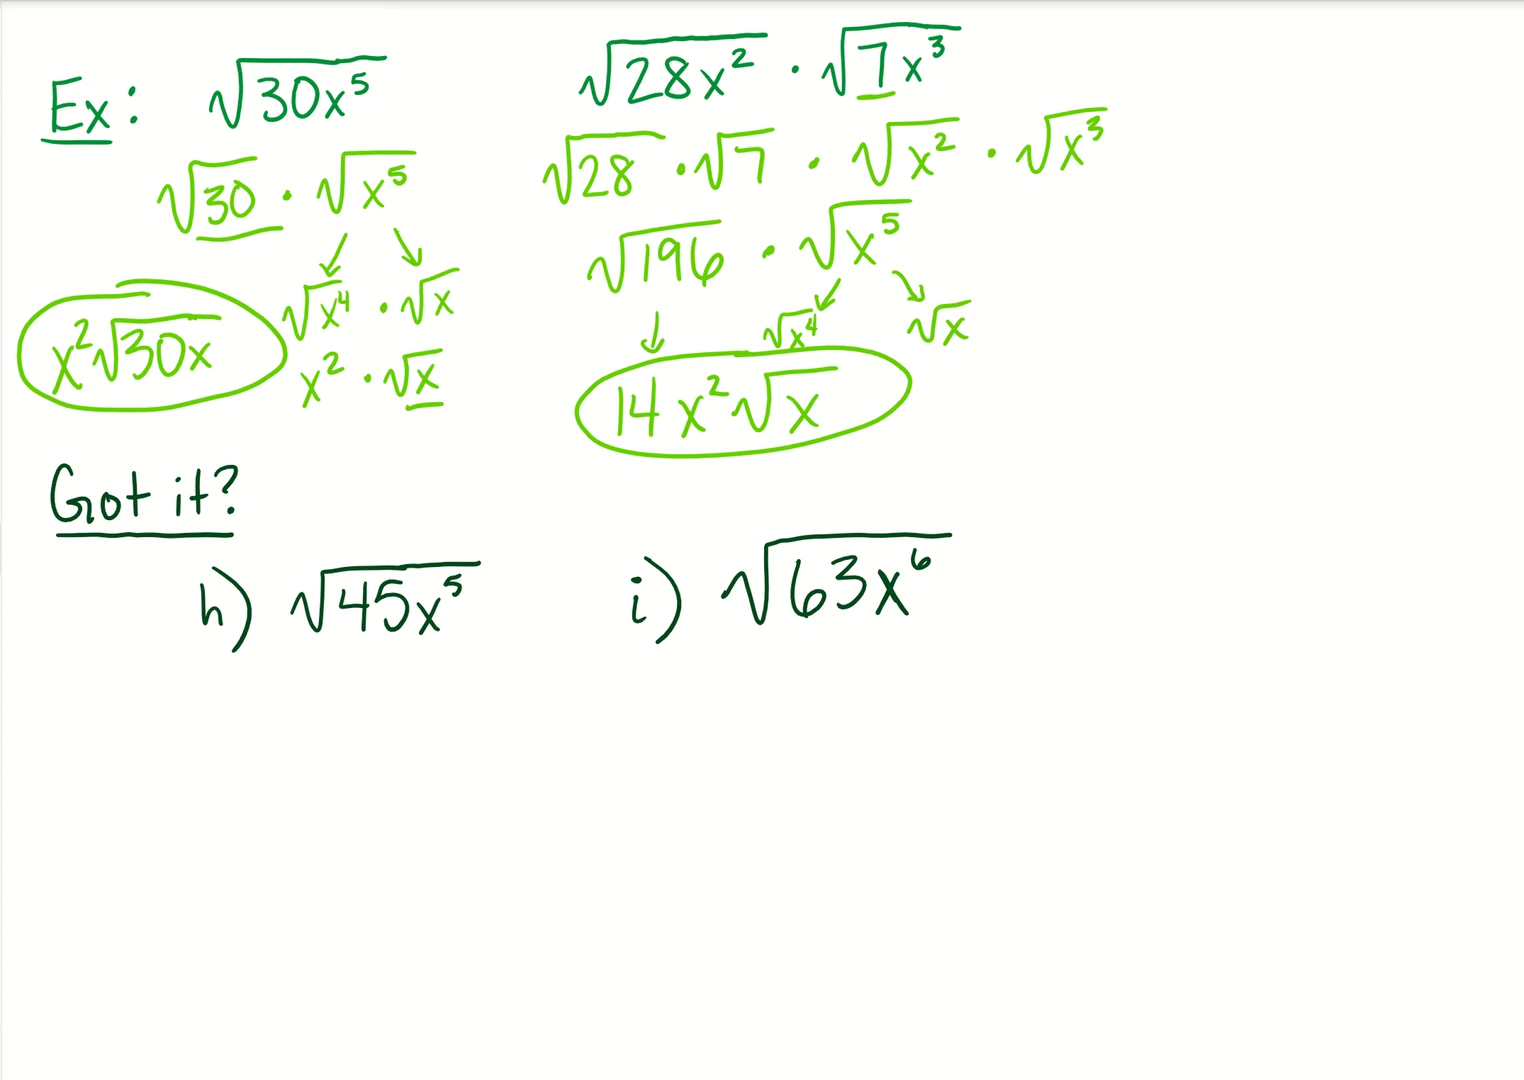 Ex: √30x⁵
√30 · √x⁵
√x⁴ · √x
x² · √x
x²√30x
√28x² · √7x³
√28 · √7 · √x² · √x³
√196 · √x⁵
√x⁴ √x
14x²√x
Got it?
h) √45x⁵
i) √63x⁶